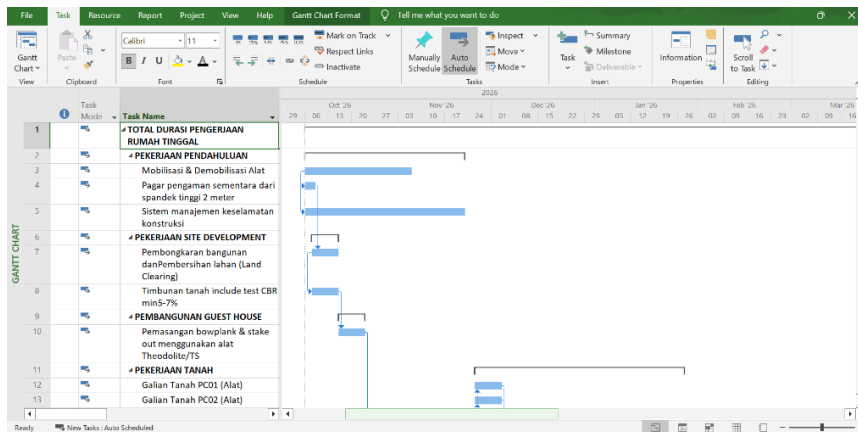 File Task Resource Report Project View Help Gantt Chart Format Tell me what you want to do
Gantt Chart
View
Paste
Clipboard
Calibri 11
B I U A
Font
Mark on Track
Respect Links
Inactivate
Schedule
Manually Schedule
Auto Schedule
Inspect
Move
Mode
Tasks
Task
Summary
Milestone
Deliverable
Insert
Information
Properties
Scroll to Task
Editing
2026
Oct '26 Nov '26 Dec '26 Jan '26 Feb '26 Mar '26
29 06 13 20 27 03 10 17 24 01 08 15 22 29 05 12 19 26 02 09 16 23 02 09 16
Task Mode Task Name
1 TOTAL DURASI PENGERJAAN
RUMAH TINGGAL
2 PEKERJAAN PENDAHULUAN
3 Mobilisasi & Demobilisasi Alat
4 Pagar pengaman sementara dari
spandek tinggi 2 meter
5 Sistem manajemen keselamatan
konstruksi
6 PEKERJAAN SITE DEVELOPMENT
7 Pembongkaran bangunan
danPembersihan lahan (Land
Clearing)
8 Timbunan tanah include test CBR
min5-7%
9 PEMBANGUNAN GUEST HOUSE
10 Pemasangan bowplank & stake
out menggunakan alat
Theodolite/TS
11 PEKERJAAN TANAH
12 Galian Tanah PC01 (Alat)
13 Galian Tanah PC02 (Alat)
GANTT CHART
Ready New Tasks : Auto Scheduled